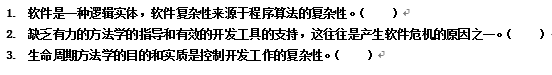 1. 软件是一种逻辑实体，软件复杂性来源于程序算法的复杂性。（    ）
2. 缺乏有力的方法学的指导和有效的开发工具的支持，这往往是产生软件危机的原因之一。（    ）
3. 生命周期方法学的目的和实质是控制开发工作的复杂性。（    ）